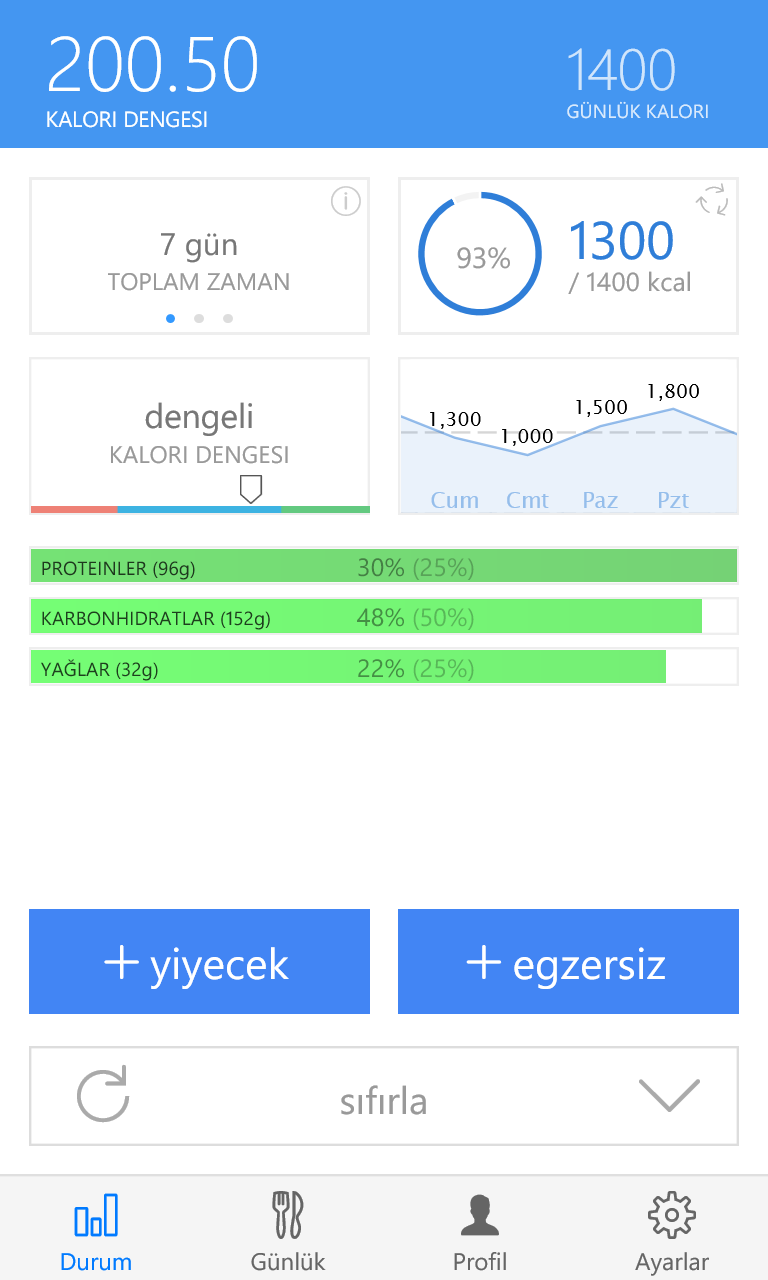 200.50
KALORI DENGESI
1400
GÜNLÜK KALORI
7 gün
TOPLAM ZAMAN
93%
1300
/ 1400 kcal
dengeli
KALORI DENGESI
1,300
1,000
1,500
1,800
Cum Cmt Paz Pzt
PROTEINLER (96g) 30% (25%)
KARBONHIDRATLAR (152g) 48% (50%)
YAĞLAR (32g) 22% (25%)
+ yiyecek
+ egzersiz
sıfırla
Durum Günlük Profil Ayarlar